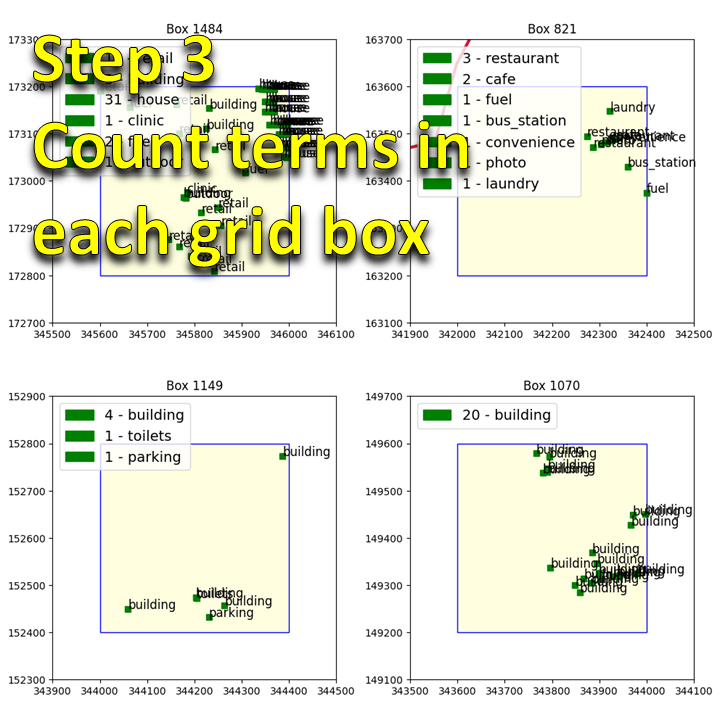 Box 1484
Box 821
Step 3
Count terms in
each grid box
173300
173200
173100
173000
172900
172800
172700
345500
345600
345700
345800
345900
346000
346100
31 - house
1 - clinic
building
building
clinic
building
retail
retail
retail
retail
fuel
163700
163600
163500
163400
163300
163200
163100
341900
342000
342100
342200
342300
342400
342500
3 - restaurant
2 - cafe
1 - fuel
1 - bus_station
1 - convenience
1 - photo
1 - laundry
laundry
restaurant
restaurant
bus_station
fuel
Box 1149
Box 1070
152900
152800
152700
152600
152500
152400
152300
343900
344000
344100
344200
344300
344400
344500
4 - building
1 - toilets
1 - parking
building
building
building
building
parking
149700
149600
149500
149400
149300
149200
149100
343500
343600
343700
343800
343900
344000
344100
20 - building
building
building
building
building
building
building
building
building
building
building